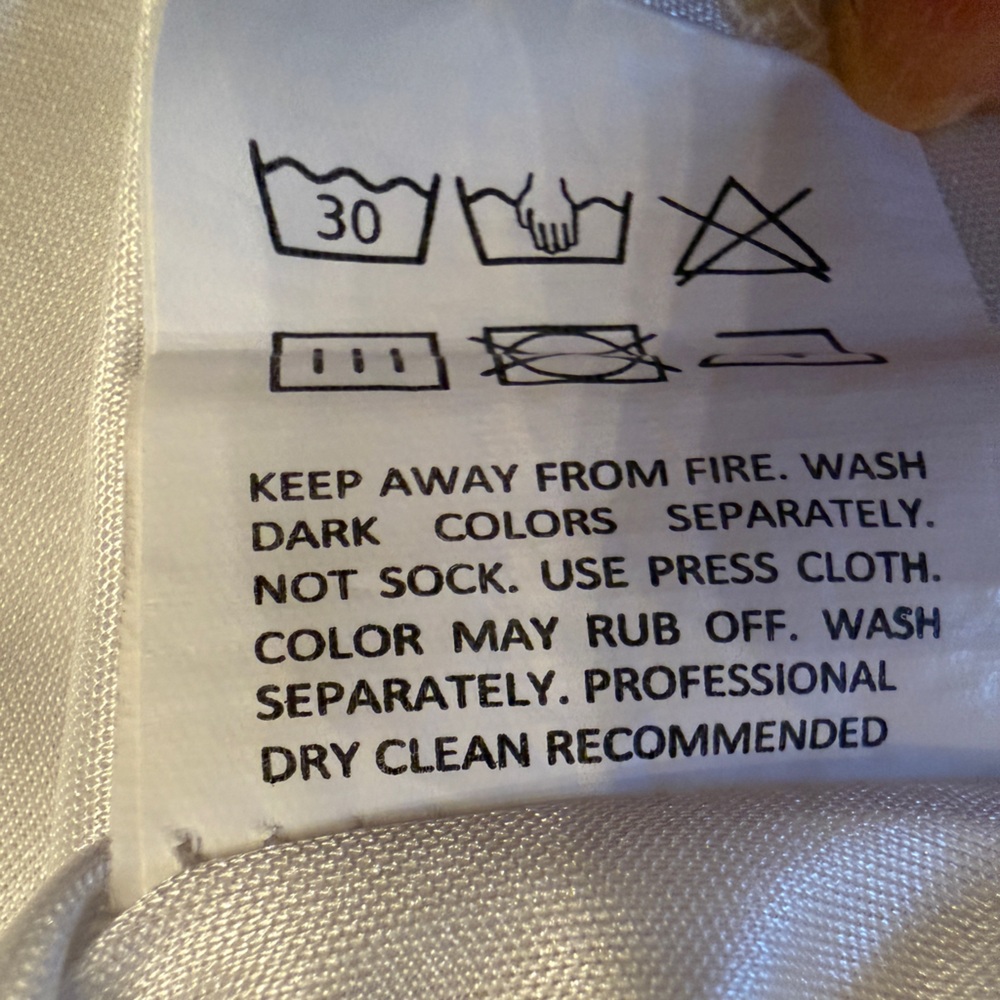 30
KEEP AWAY FROM FIRE. WASH
DARK COLORS SEPARATELY.
NOT SOCK. USE PRESS CLOTH.
COLOR MAY RUB OFF. WASH
SEPARATELY. PROFESSIONAL
DRY CLEAN RECOMMENDED